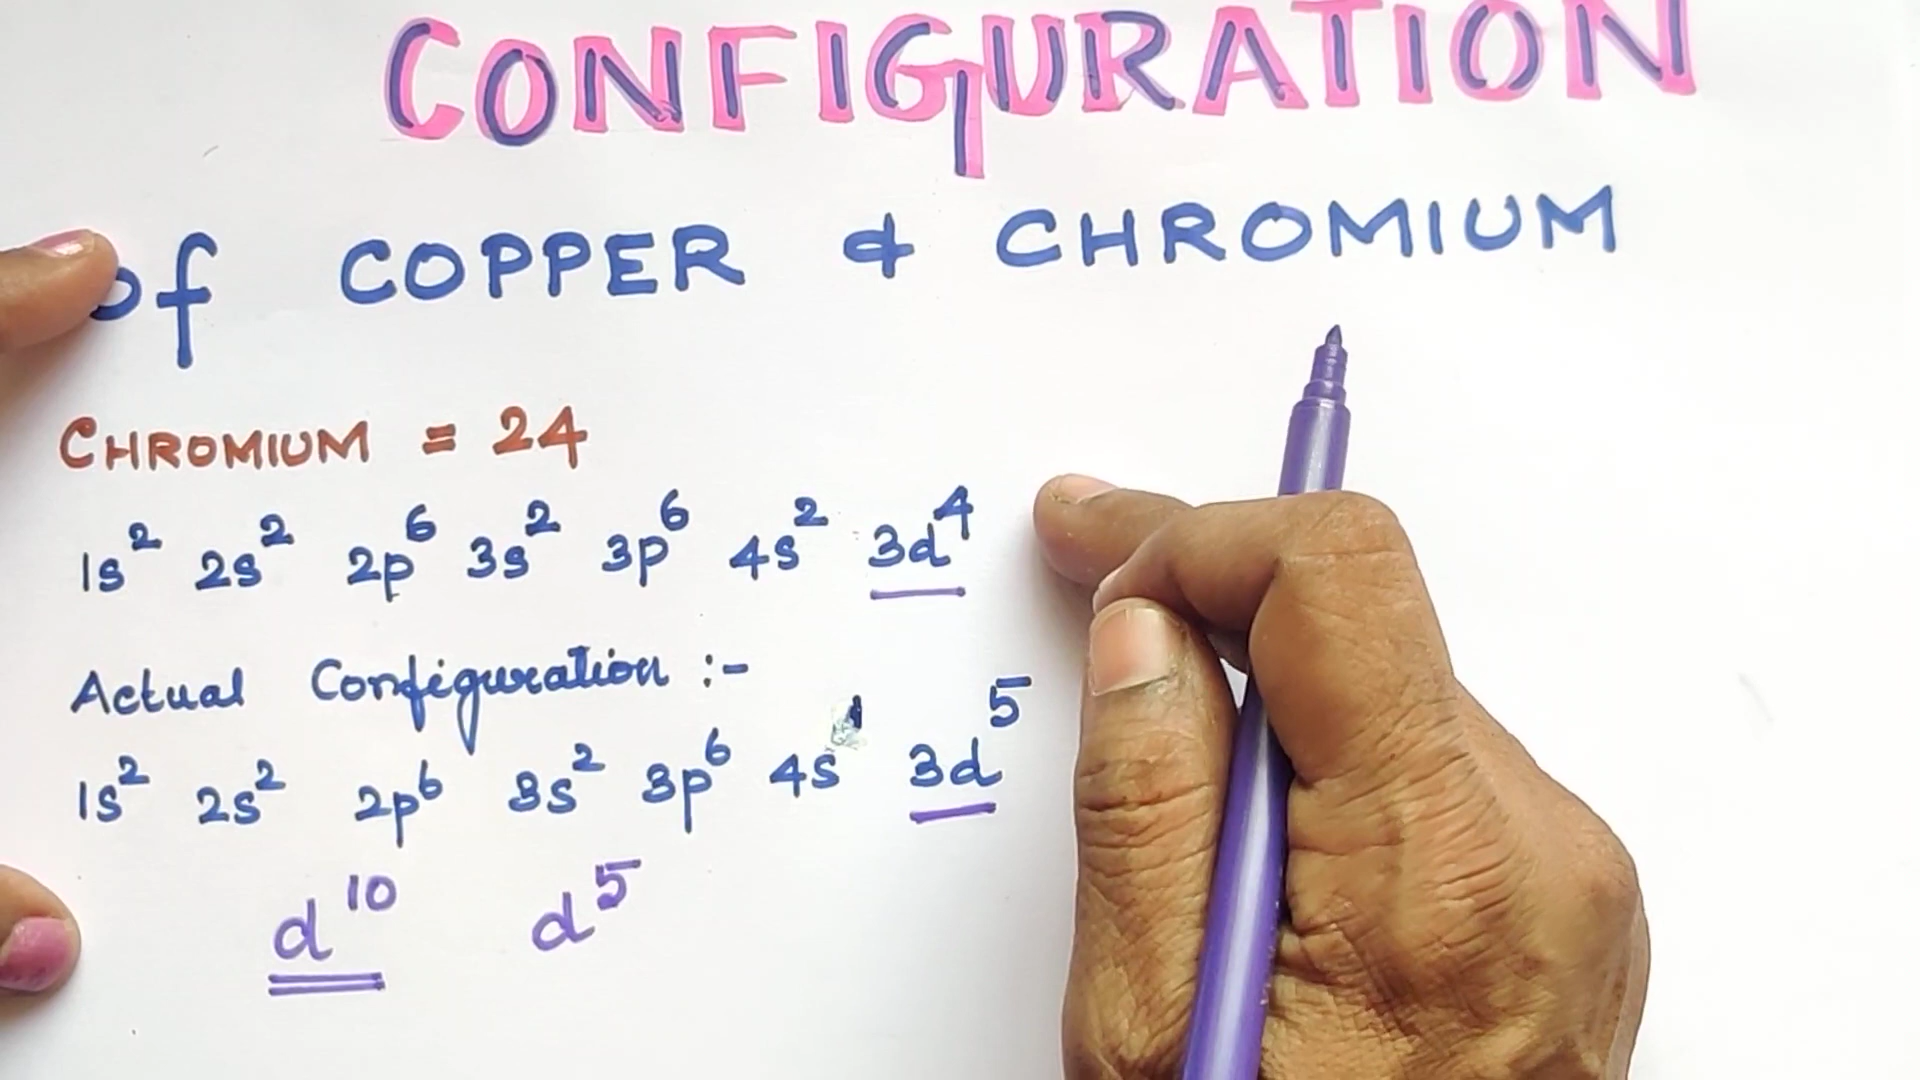 CONFIGURATION
of COPPER & CHROMIUM
CHROMIUM = 24
1s² 2s² 2p⁶ 3s² 3p⁶ 4s² 3d⁴
Actual Configuration :-
1s² 2s² 2p⁶ 3s² 3p⁶ 4s¹ 3d⁵
d¹⁰ d⁵